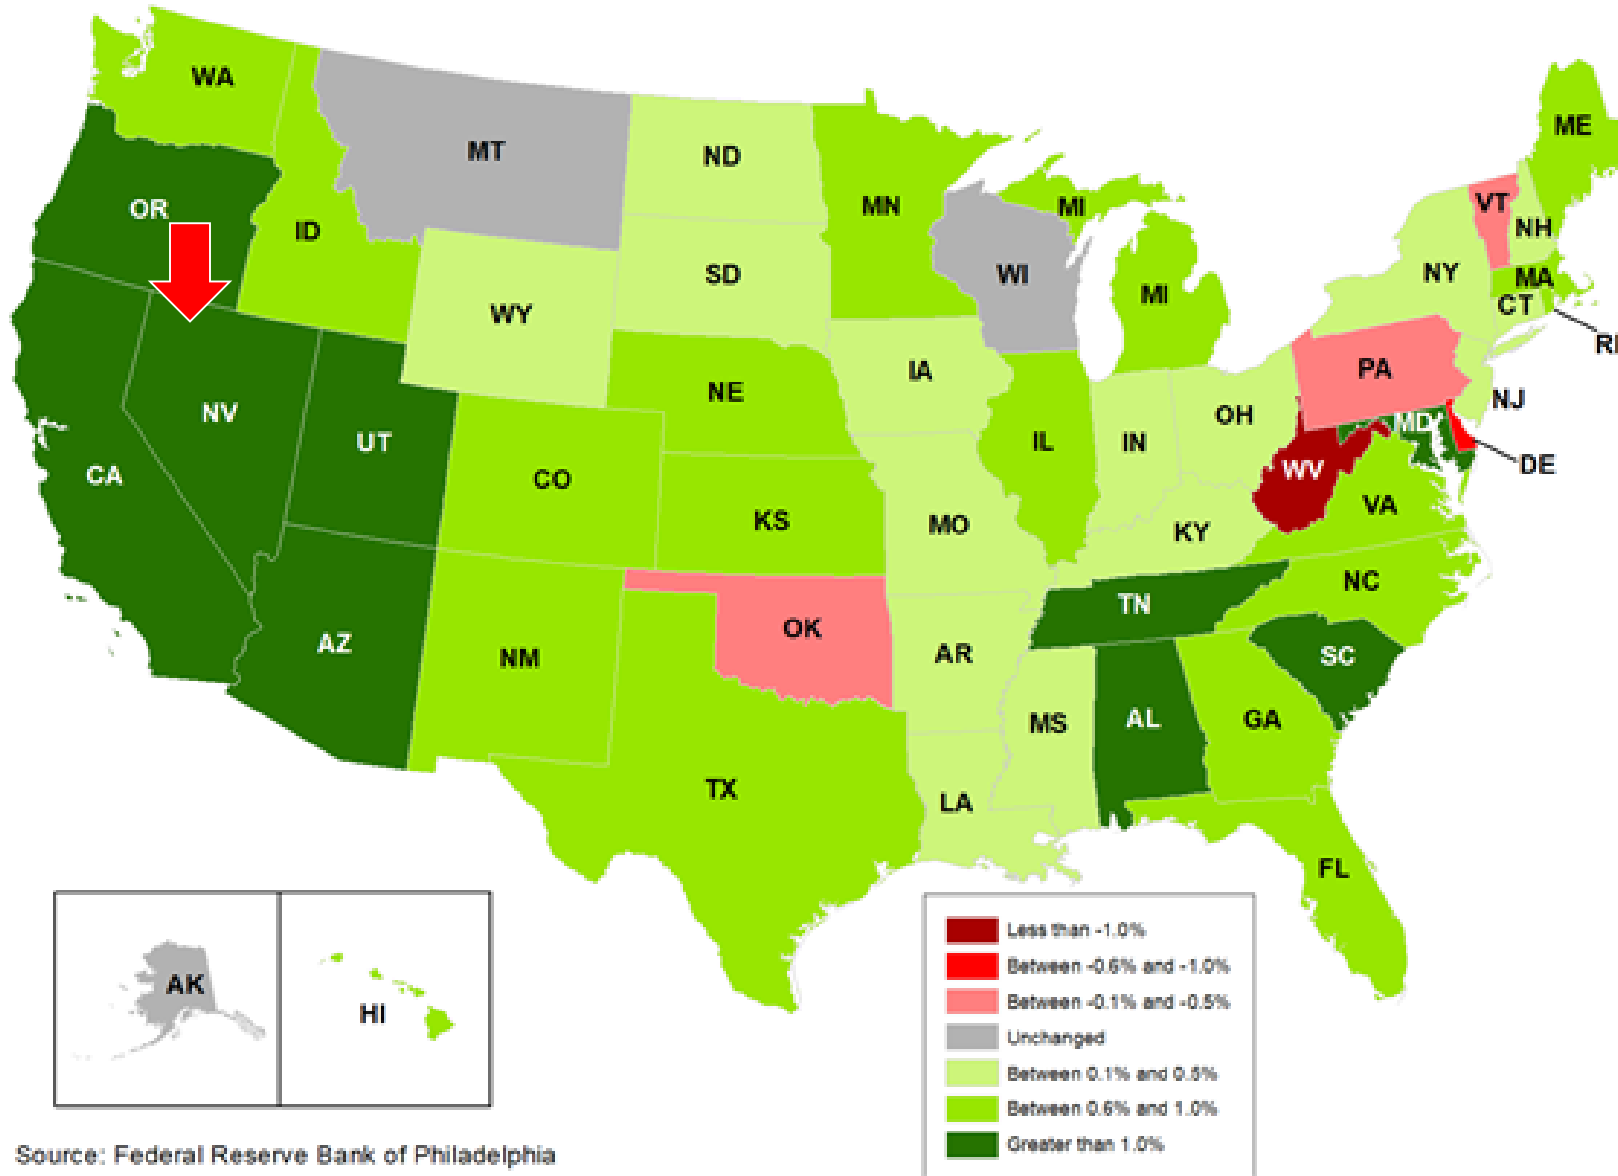 WA
MT
ND
MN
ME
OR
ID
SD
WI
MI
MI
VT
NH
NY
MA
CT
RI
WY
IA
NE
PA
NJ
NV
UT
CA
CO
KS
MO
IL
IN
OH
WV
MD
DE
VA
KY
NC
TN
AZ
NM
OK
AR
SC
MS
AL
GA
TX
LA
FL
AK
HI
Less than -1.0%
Between -0.6% and -1.0%
Between -0.1% and -0.5%
Unchanged
Between 0.1% and 0.5%
Between 0.6% and 1.0%
Greater than 1.0%
Source: Federal Reserve Bank of Philadelphia